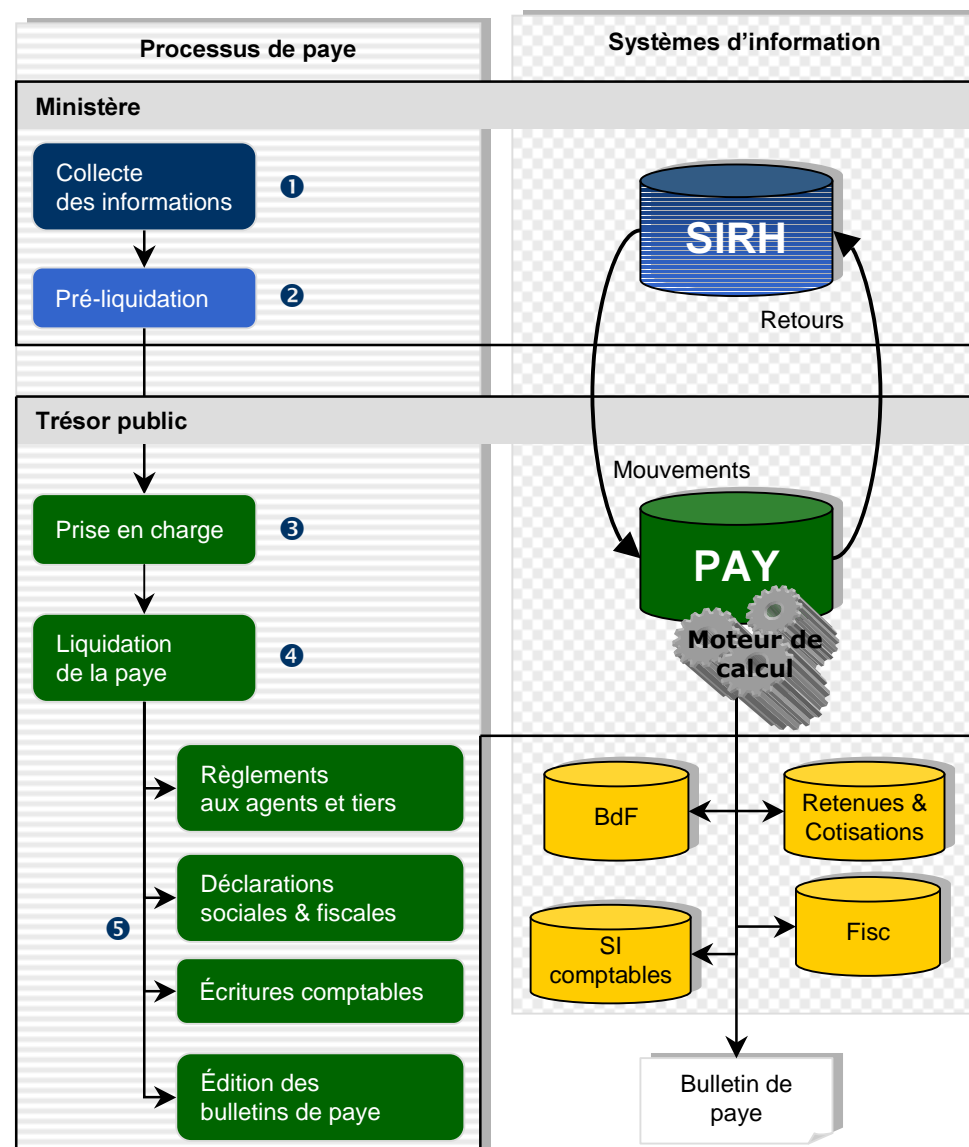 Processus de paye
Systèmes d’information
Ministère
Collecte
des informations
❶
Pré-liquidation
❷
SIRH
Retours
Trésor public
Mouvements
Prise en charge
❸
PAY
Liquidation
de la paye
❹
Moteur de
calcul
Règlements
aux agents et tiers
Déclarations
sociales & fiscales
❺
Écritures comptables
Édition des
bulletins de paye
BdF
Retenues &
Cotisations
SI
comptables
Fisc
Bulletin de
paye